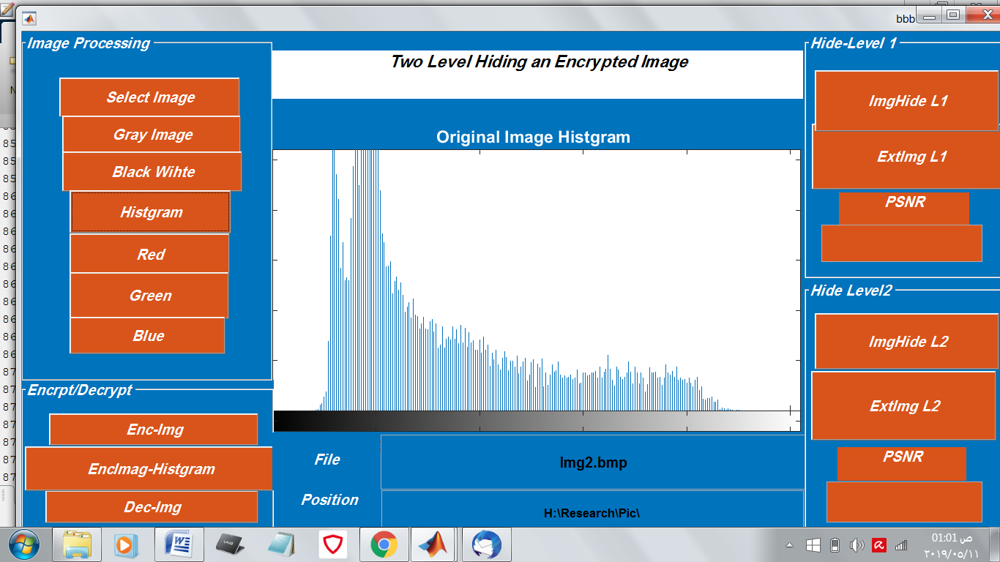 bbb
Image Processing
Select Image
Gray Image
Black Wihte
Histgram
Red
Green
Blue
Encrpt/Decrypt
Enc-Img
EncImag-Histgram
Dec-Img
Two Level Hiding an Encrypted Image
Original Image Histgram
File
Img2.bmp
Position
H:\Research\Pic\
Hide-Level 1
ImgHide L1
ExtImg L1
PSNR
Hide Level2
ImgHide L2
ExtImg L2
PSNR
01:01 ص
٢٠١٩/٠٥/١١